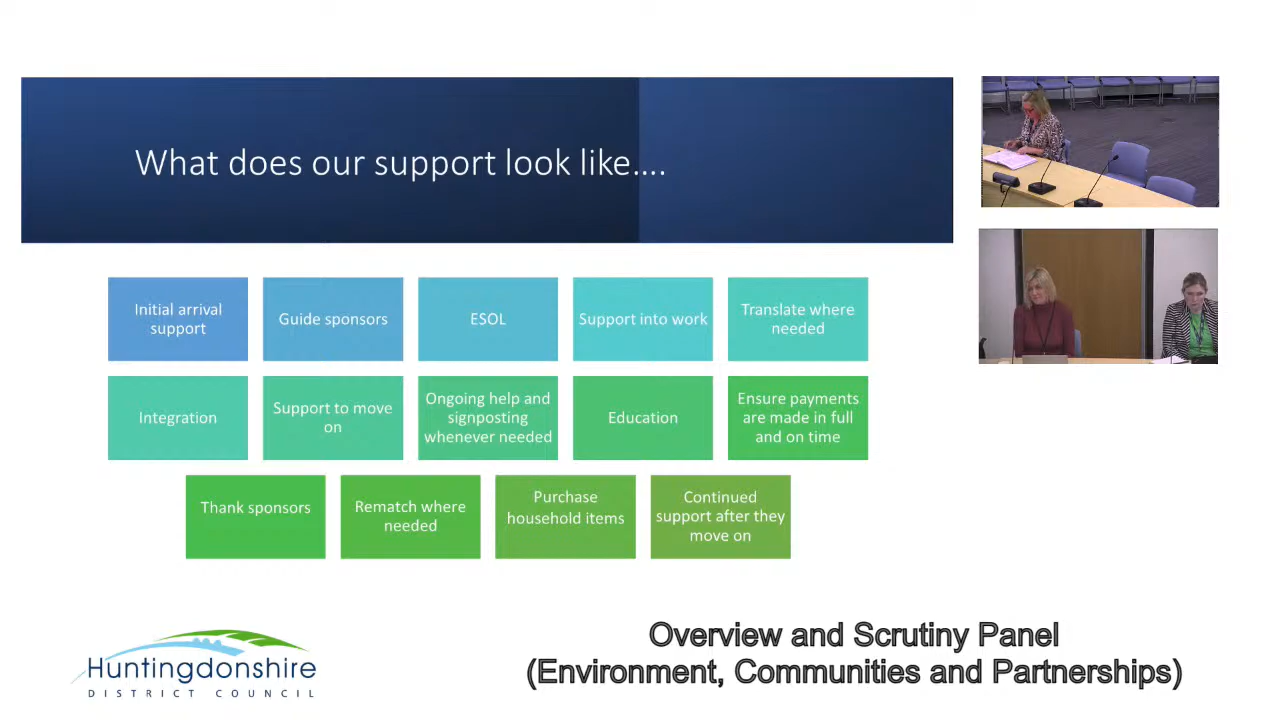 What does our support look like....
Initial arrival
support
Guide sponsors
ESOL
Support into work
Translate where
needed
Integration
Support to move
on
Ongoing help and
signposting
whenever needed
Education
Ensure payments
are made in full
and on time
Thank sponsors
Rematch where
needed
Purchase
household items
Continued
support after they
move on
Huntingdonshire
DISTRICT COUNCIL
Overview and Scrutiny Panel
(Environment, Communities and Partnerships)